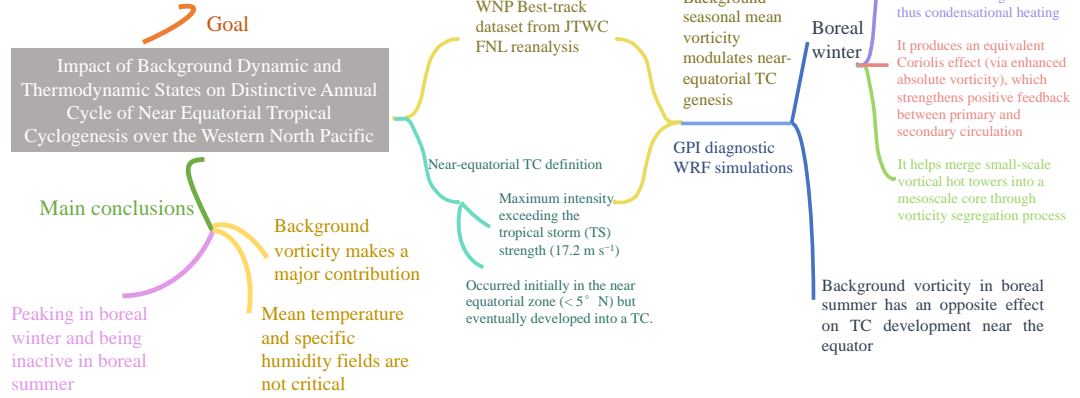 Goal
Impact of Background Dynamic and
Thermodynamic States on Distinctive Annual
Cycle of Near Equatorial Tropical
Cyclogenesis over the Western North Pacific
Main conclusions
Background
vorticity makes a
major contribution
Peaking in boreal
winter and being
inactive in boreal
summer
Mean temperature
and specific
humidity fields are
not critical
WNP Best-track
dataset from JTWC
FNL reanalysis
Near-equatorial TC definition
Maximum intensity
exceeding the
tropical storm (TS)
strength (17.2 m s⁻¹)
Occurred initially in the near
equatorial zone (< 5° N) but
eventually developed into a TC.
Background
seasonal mean
vorticity
modulates near-
equatorial TC
genesis
GPI diagnostic
WRF simulations
Boreal
winter
thus condensational heating
It produces an equivalent
Coriolis effect (via enhanced
absolute vorticity), which
strengthens positive feedback
between primary and
secondary circulation
It helps merge small-scale
vortical hot towers into a
mesoscale core through
vorticity segregation process
Background vorticity in boreal
summer has an opposite effect
on TC development near the
equator